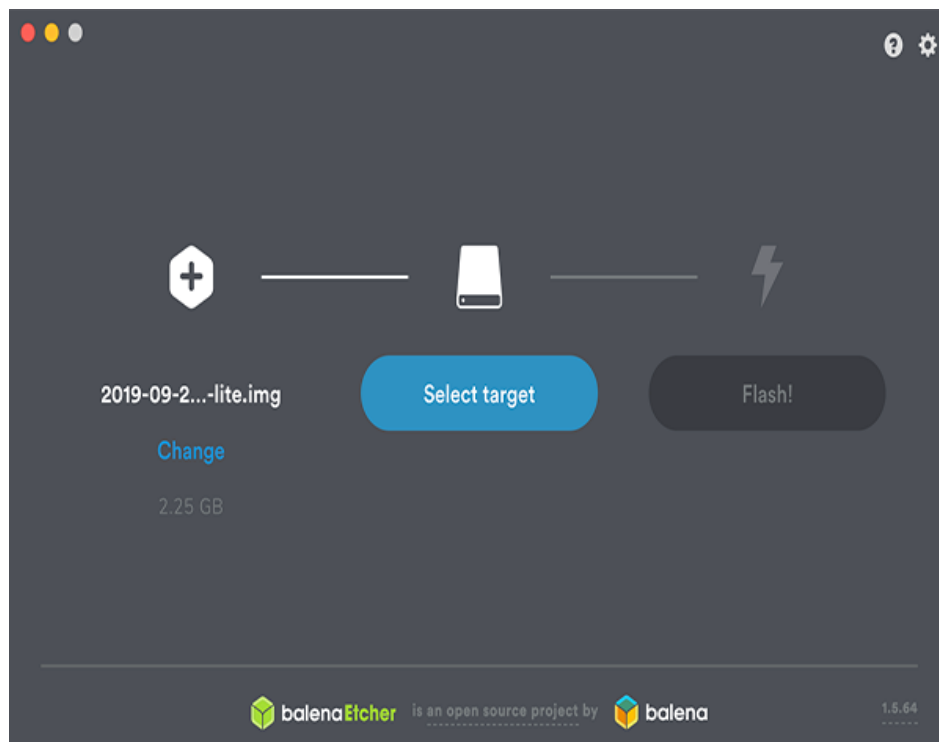 2019-09-2...-lite.img
Select target
Flash!
Change
2.25 GB
balenaEtcher is an open source project by balena
1.5.64